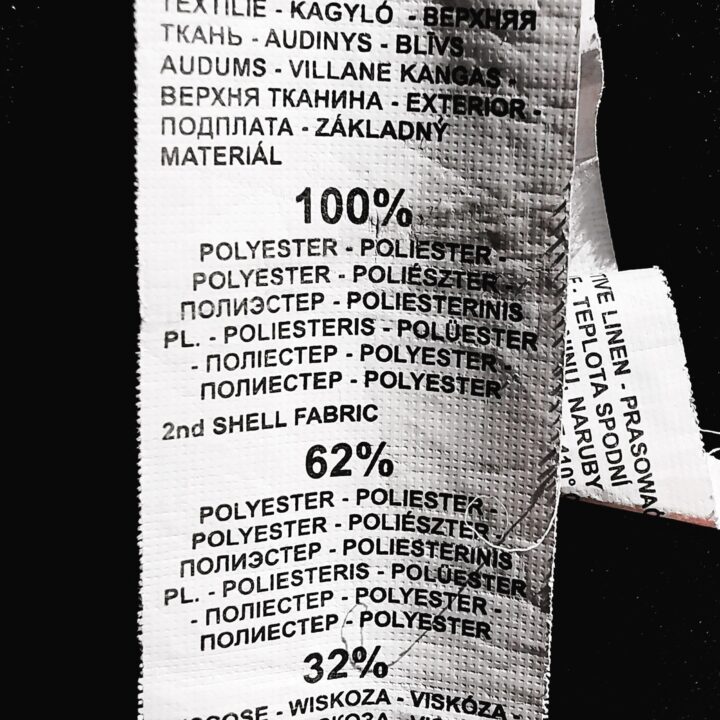 TEXTILIE - KAGYLÓ - ВЕРХНЯЯ
ТКАНЬ - AUDINYS - BLĪVS
AUDUMS - VILLANE KANGAS -
ВЕРХНЯ ТКАНИНА - EXTERIOR -
ПОДПЛАТА - ZÁKLADNÝ
MATERIÁL
100%
POLYESTER - POLIESTER -
POLYESTER - POLIÉSZTER
ПОЛИЭСТЕР - POLIESTERINIS
PL. - POLIESTERIS - POLÜESTER
- ПОЛІЕСТЕР - POLYESTER -
ПОЛИЕСТЕР - POLYESTER
2nd SHELL FABRIC
62%
POLYESTER - POLIESTER -
POLYESTER - POLIÉSZTER
ПОЛИЭСТЕР - POLIESTERINIS
PL. - POLIESTERIS - POLÜESTER
- ПОЛІЕСТЕР - POLYESTER -
ПОЛИЕСТЕР - POLYESTER
32%
- WISKOZA - VISKÓZA -
TIVE LINEN - PRASOWAĆ
F. TEPLOTA SPODNÍ
NARUBY
110°